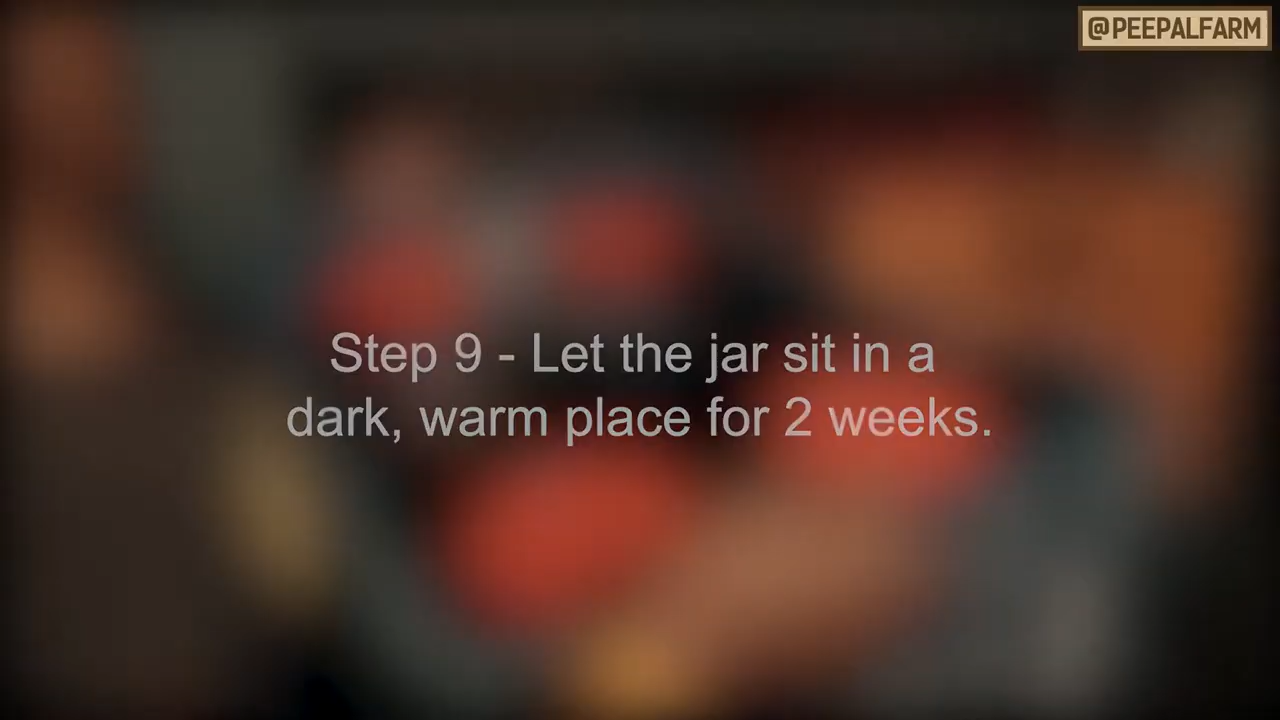 @PEEPALFARM
Step 9 - Let the jar sit in a
dark, warm place for 2 weeks.